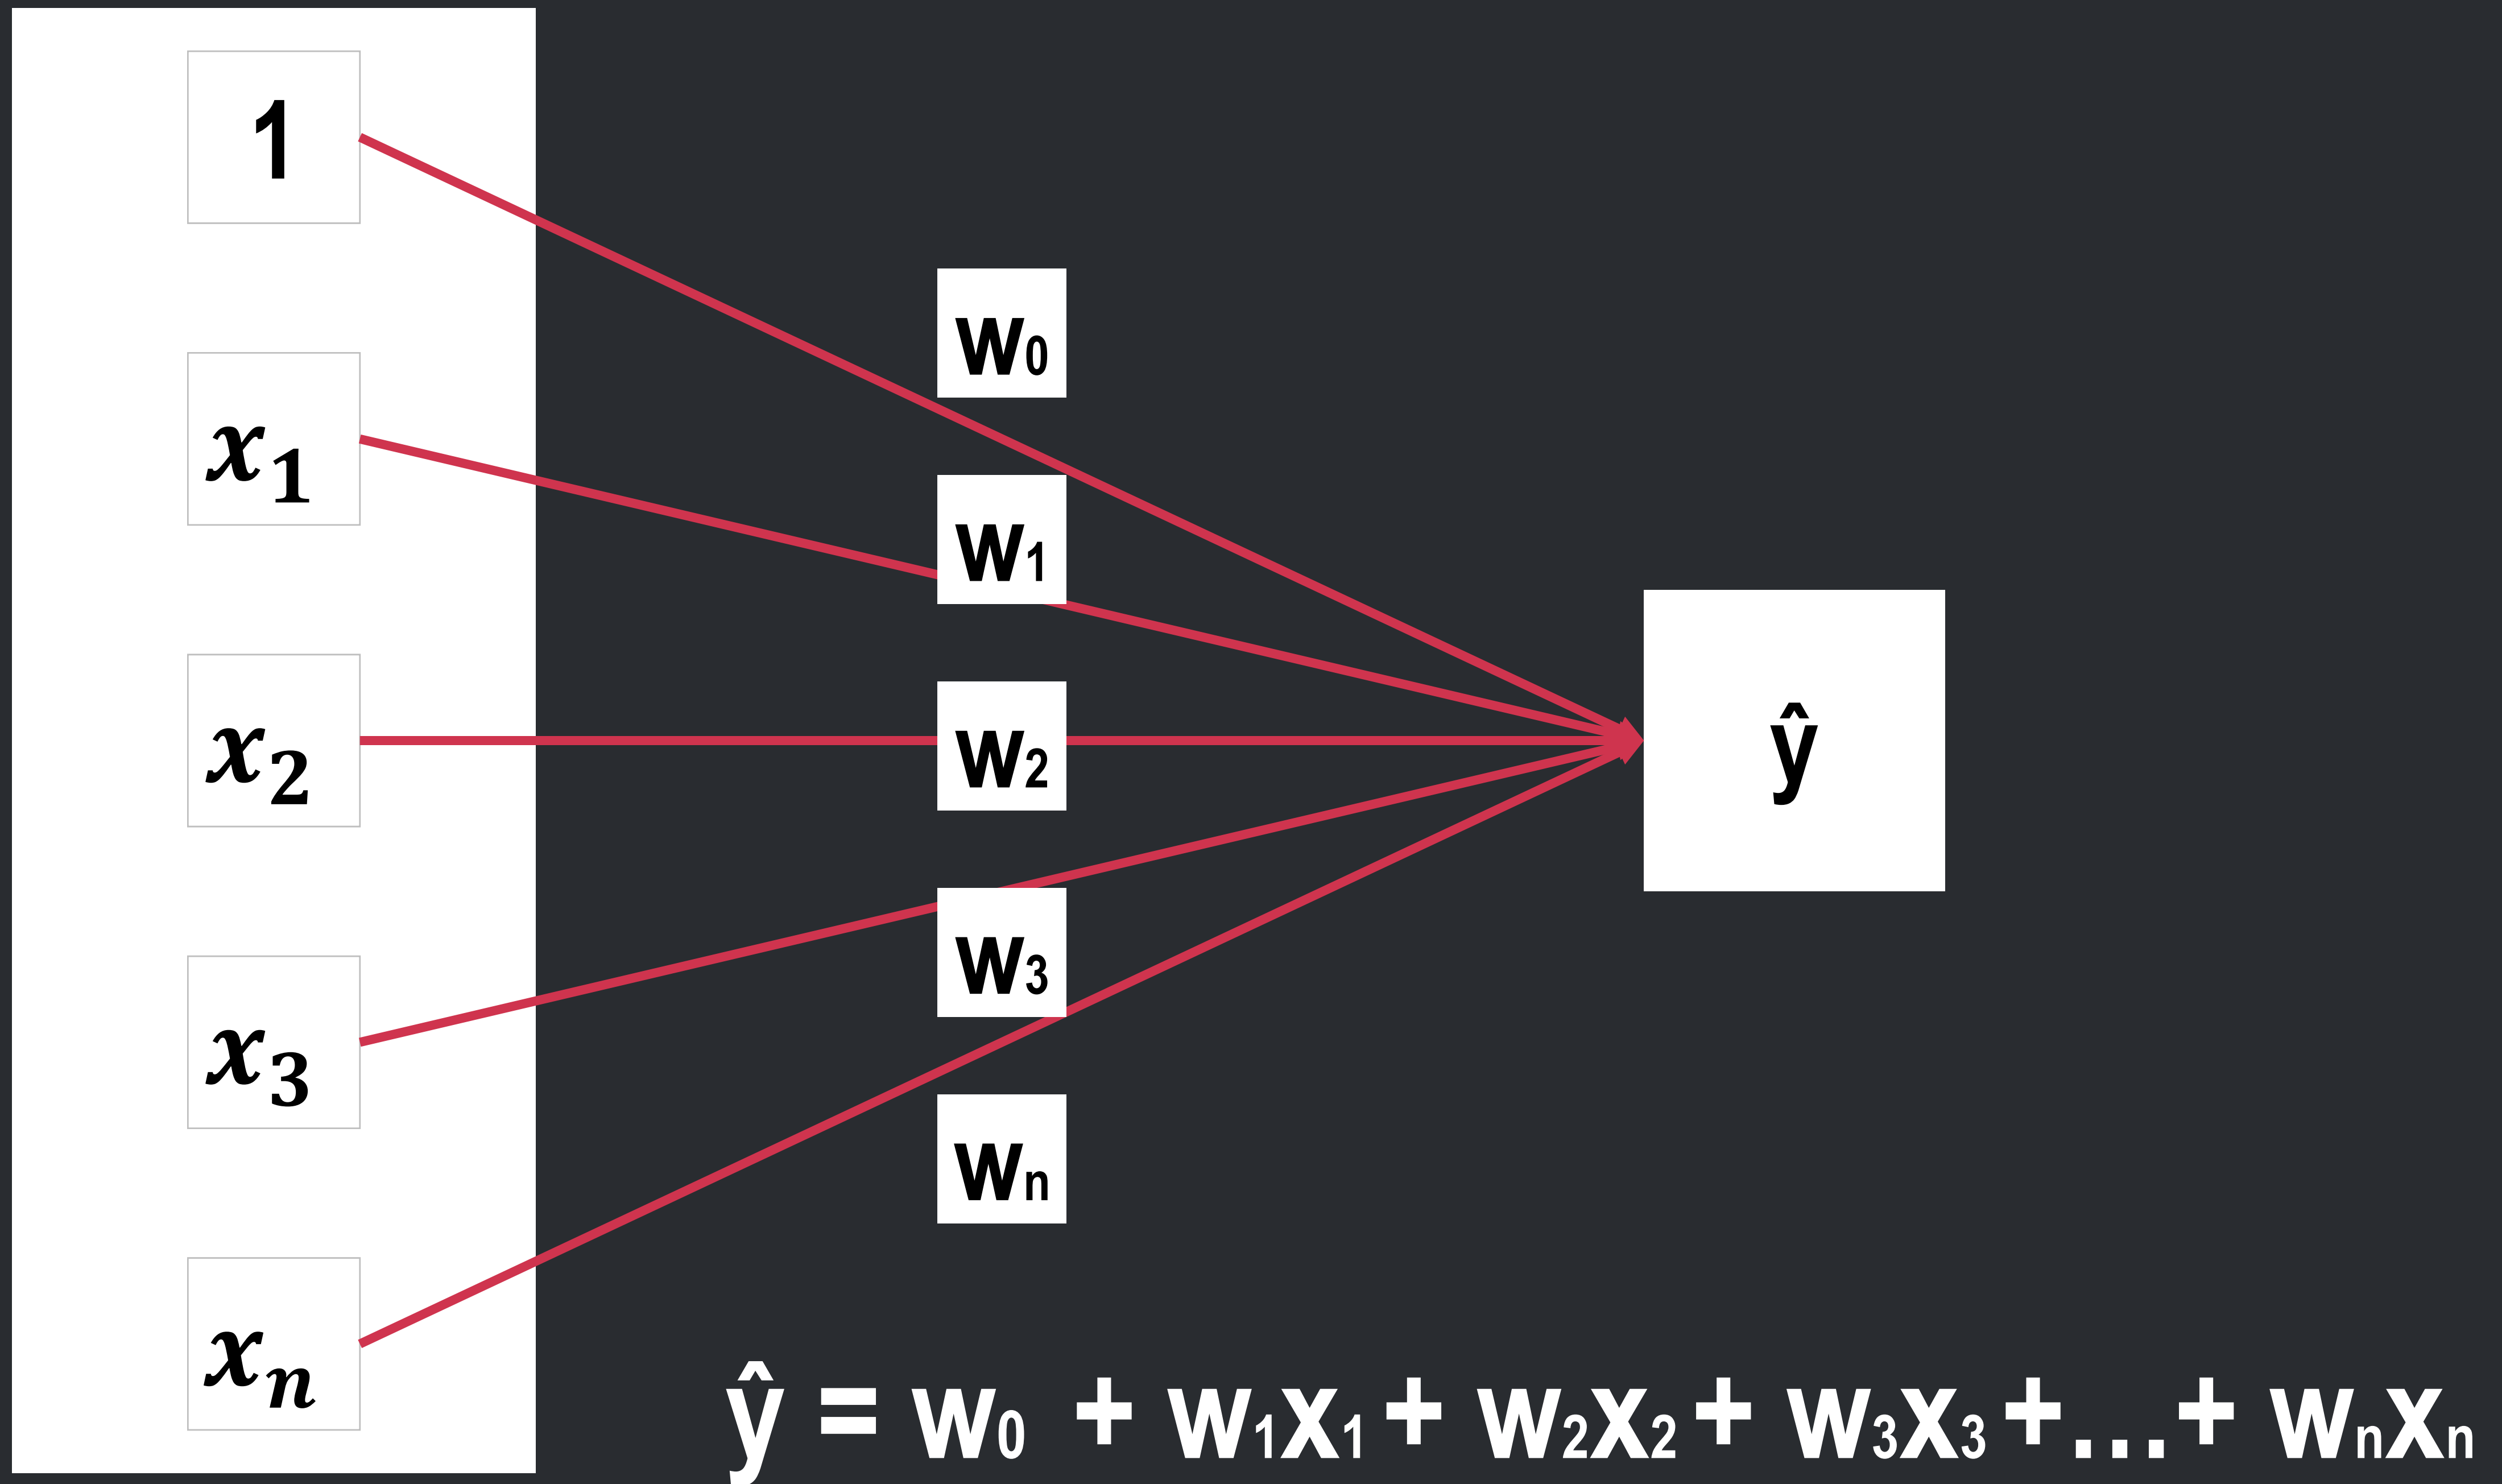 1
x₁
x₂
x₃
xₙ
w₀
w₁
w₂
w₃
wₙ
ŷ
ŷ = w₀ + w₁x₁ + w₂x₂ + w₃x₃ +...+ wₙxₙ